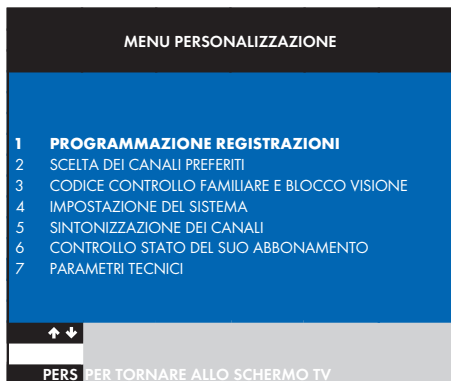 MENU PERSONALIZZAZIONE
1 PROGRAMMAZIONE REGISTRAZIONI
2 SCELTA DEI CANALI PREFERITI
3 CODICE CONTROLLO FAMILIARE E BLOCCO VISIONE
4 IMPOSTAZIONE DEL SISTEMA
5 SINTONIZZAZIONE DEI CANALI
6 CONTROLLO STATO DEL SUO ABBONAMENTO
7 PARAMETRI TECNICI
PERS PER TORNARE ALLO SCHERMO TV